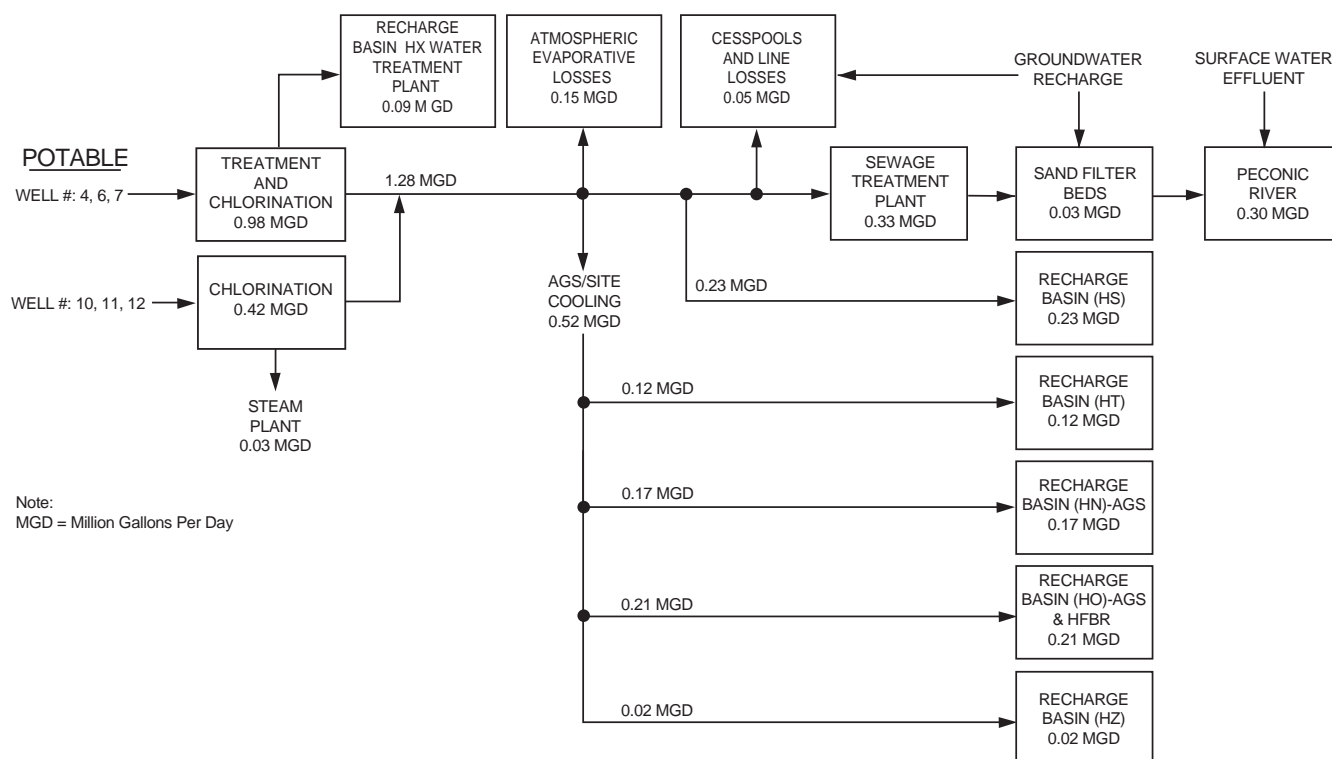 RECHARGE
BASIN HX WATER
TREATMENT
PLANT
0.09 M GD
ATMOSPHERIC
EVAPORATIVE
LOSSES
0.15 MGD
CESSPOOLS
AND LINE
LOSSES
0.05 MGD
GROUNDWATER
RECHARGE
SURFACE WATER
EFFLUENT
POTABLE
WELL #: 4, 6, 7
TREATMENT
AND
CHLORINATION
0.98 MGD
1.28 MGD
SEWAGE
TREATMENT
PLANT
0.33 MGD
SAND FILTER
BEDS
0.03 MGD
PECONIC
RIVER
0.30 MGD
WELL #: 10, 11, 12
CHLORINATION
0.42 MGD
AGS/SITE
COOLING
0.52 MGD
0.23 MGD
RECHARGE
BASIN (HS)
0.23 MGD
STEAM
PLANT
0.03 MGD
0.12 MGD
RECHARGE
BASIN (HT)
0.12 MGD
Note:
MGD = Million Gallons Per Day
0.17 MGD
RECHARGE
BASIN (HN)-AGS
0.17 MGD
0.21 MGD
RECHARGE
BASIN (HO)-AGS
& HFBR
0.21 MGD
0.02 MGD
RECHARGE
BASIN (HZ)
0.02 MGD